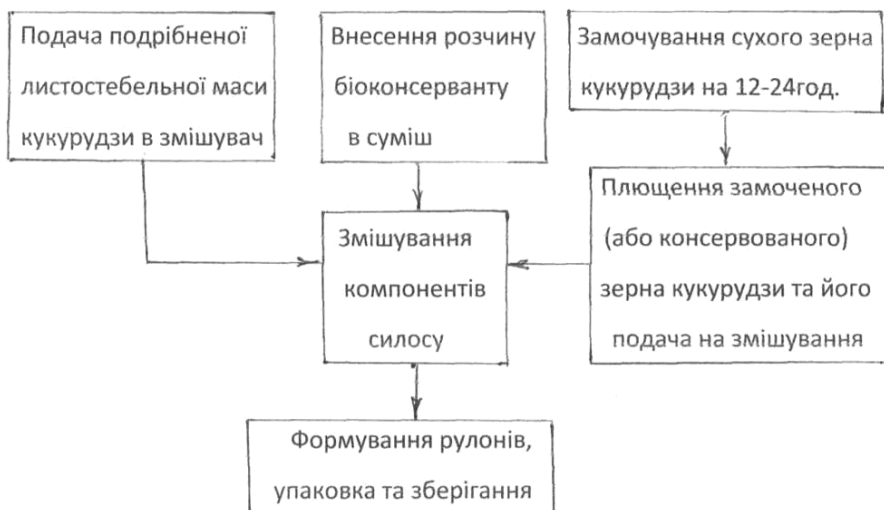 Подача подрібненої
листостебельної маси
кукурудзи в змішувач
Внесення розчину
біоконсерванту
в суміш
Замочування сухого зерна
кукурудзи на 12-24год.
Плющення замоченого
(або консервованого)
зерна кукурудзи та його
подача на змішування
Змішування
компонентів
силосу
Формування рулонів,
упаковка та зберігання